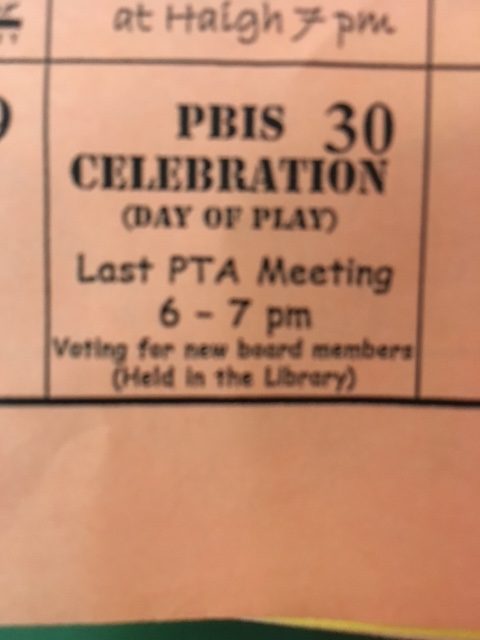 at Haigh 7 pm
PBIS 30
CELEBRATION
(DAY OF PLAY)
Last PTA Meeting
6 - 7 pm
Voting for new board members
(Held in the Library)